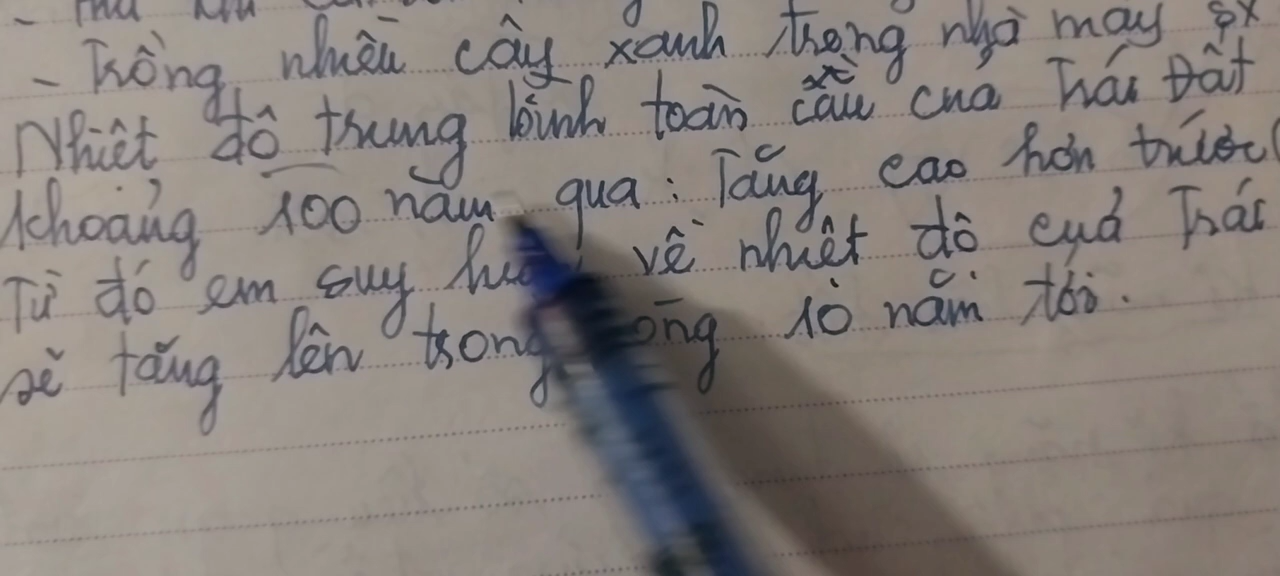 - Trồng nhiều cây xanh trong nhà máy sx
Nhiệt độ trung bình toàn cầu của Trái Đất
khoảng 100 năm qua: Tăng cao hơn trước
Từ đó em suy về nhiệt độ của Trái
sẽ tăng lên trong 10 năm tới.